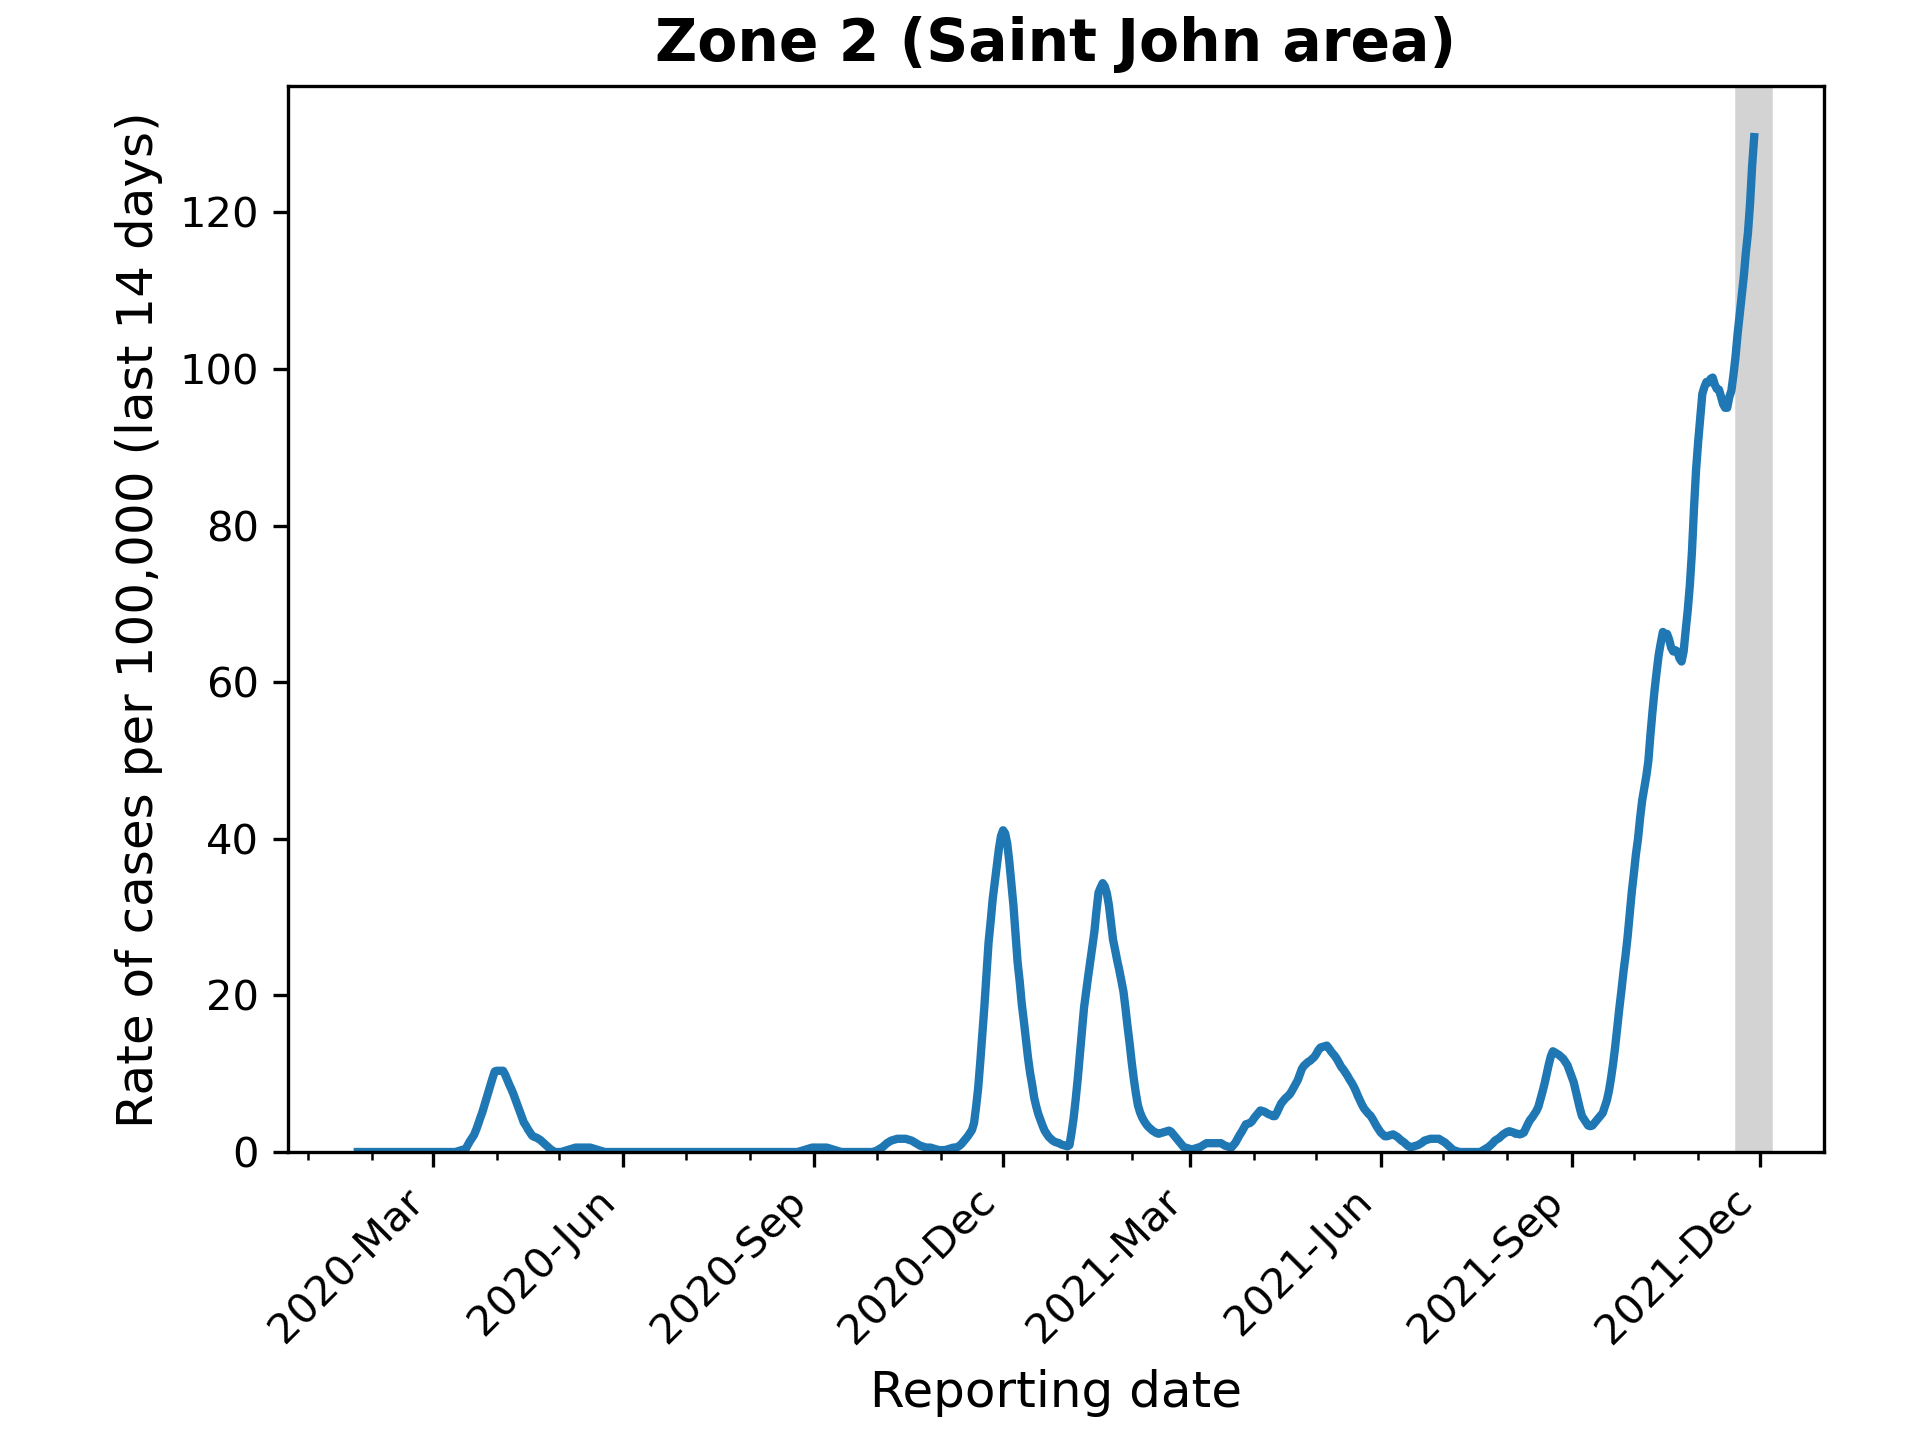 Zone 2 (Saint John area)
Rate of cases per 100,000 (last 14 days)
120
100
80
60
40
20
0
2020-Mar
2020-Jun
2020-Sep
2020-Dec
2021-Mar
2021-Jun
2021-Sep
2021-Dec
Reporting date